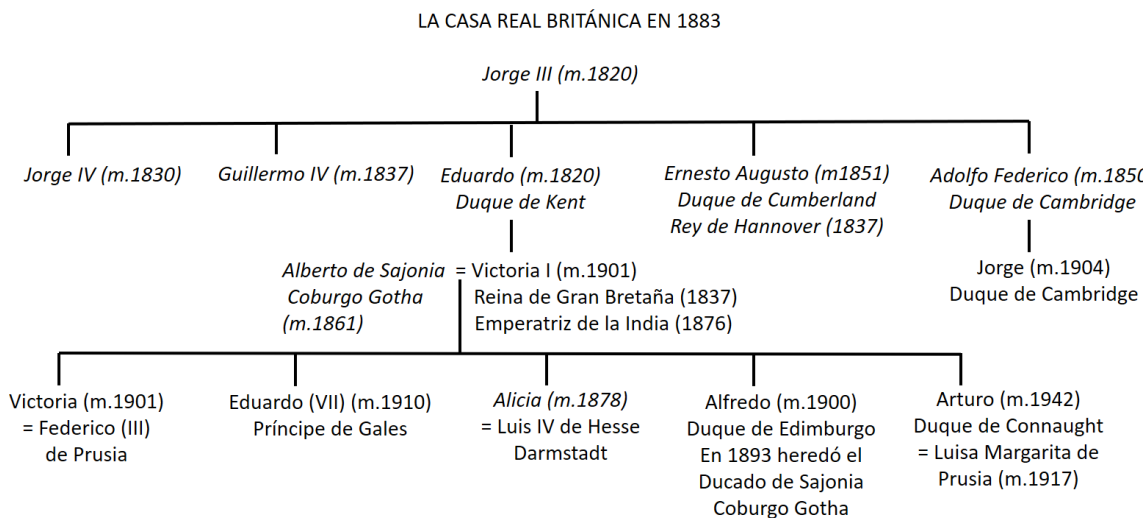 LA CASA REAL BRITÁNICA EN 1883
Jorge III (m.1820)
Jorge IV (m.1830)
Guillermo IV (m.1837)
Eduardo (m.1820)
Duque de Kent
Ernesto Augusto (m1851)
Duque de Cumberland
Rey de Hannover (1837)
Adolfo Federico (m.1850
Duque de Cambridge
Alberto de Sajonia
Coburgo Gotha
(m.1861)
= Victoria I (m.1901)
Reina de Gran Bretaña (1837)
Emperatriz de la India (1876)
Jorge (m.1904)
Duque de Cambridge
Victoria (m.1901)
= Federico (III)
de Prusia
Eduardo (VII) (m.1910)
Príncipe de Gales
Alicia (m.1878)
= Luis IV de Hesse
Darmstadt
Alfredo (m.1900)
Duque de Edimburgo
En 1893 heredó el
Ducado de Sajonia
Coburgo Gotha
Arturo (m.1942)
Duque de Connaught
= Luisa Margarita de
Prusia (m.1917)